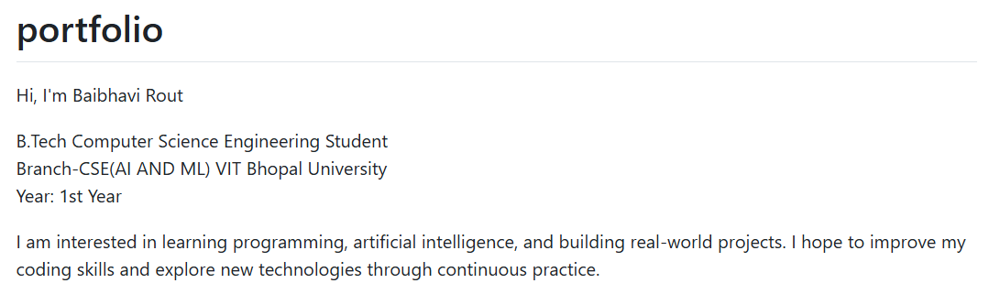 portfolio
Hi, I'm Baibhavi Rout
B.Tech Computer Science Engineering Student
Branch-CSE(AI AND ML) VIT Bhopal University
Year: 1st Year
I am interested in learning programming, artificial intelligence, and building real-world projects. I hope to improve my
coding skills and explore new technologies through continuous practice.